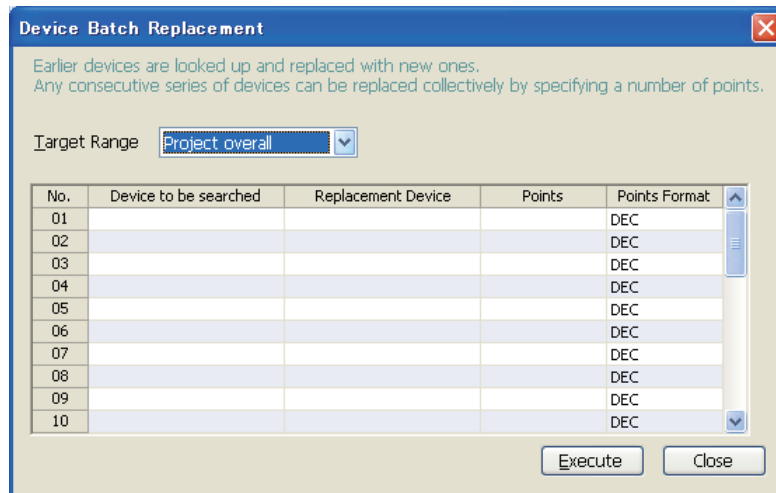 Device Batch Replacement
Earlier devices are looked up and replaced with new ones.
Any consecutive series of devices can be replaced collectively by specifying a number of points.
Target Range Project overall
No. Device to be searched Replacement Device Points Points Format
01 DEC
02 DEC
03 DEC
04 DEC
05 DEC
06 DEC
07 DEC
08 DEC
09 DEC
10 DEC
Execute Close